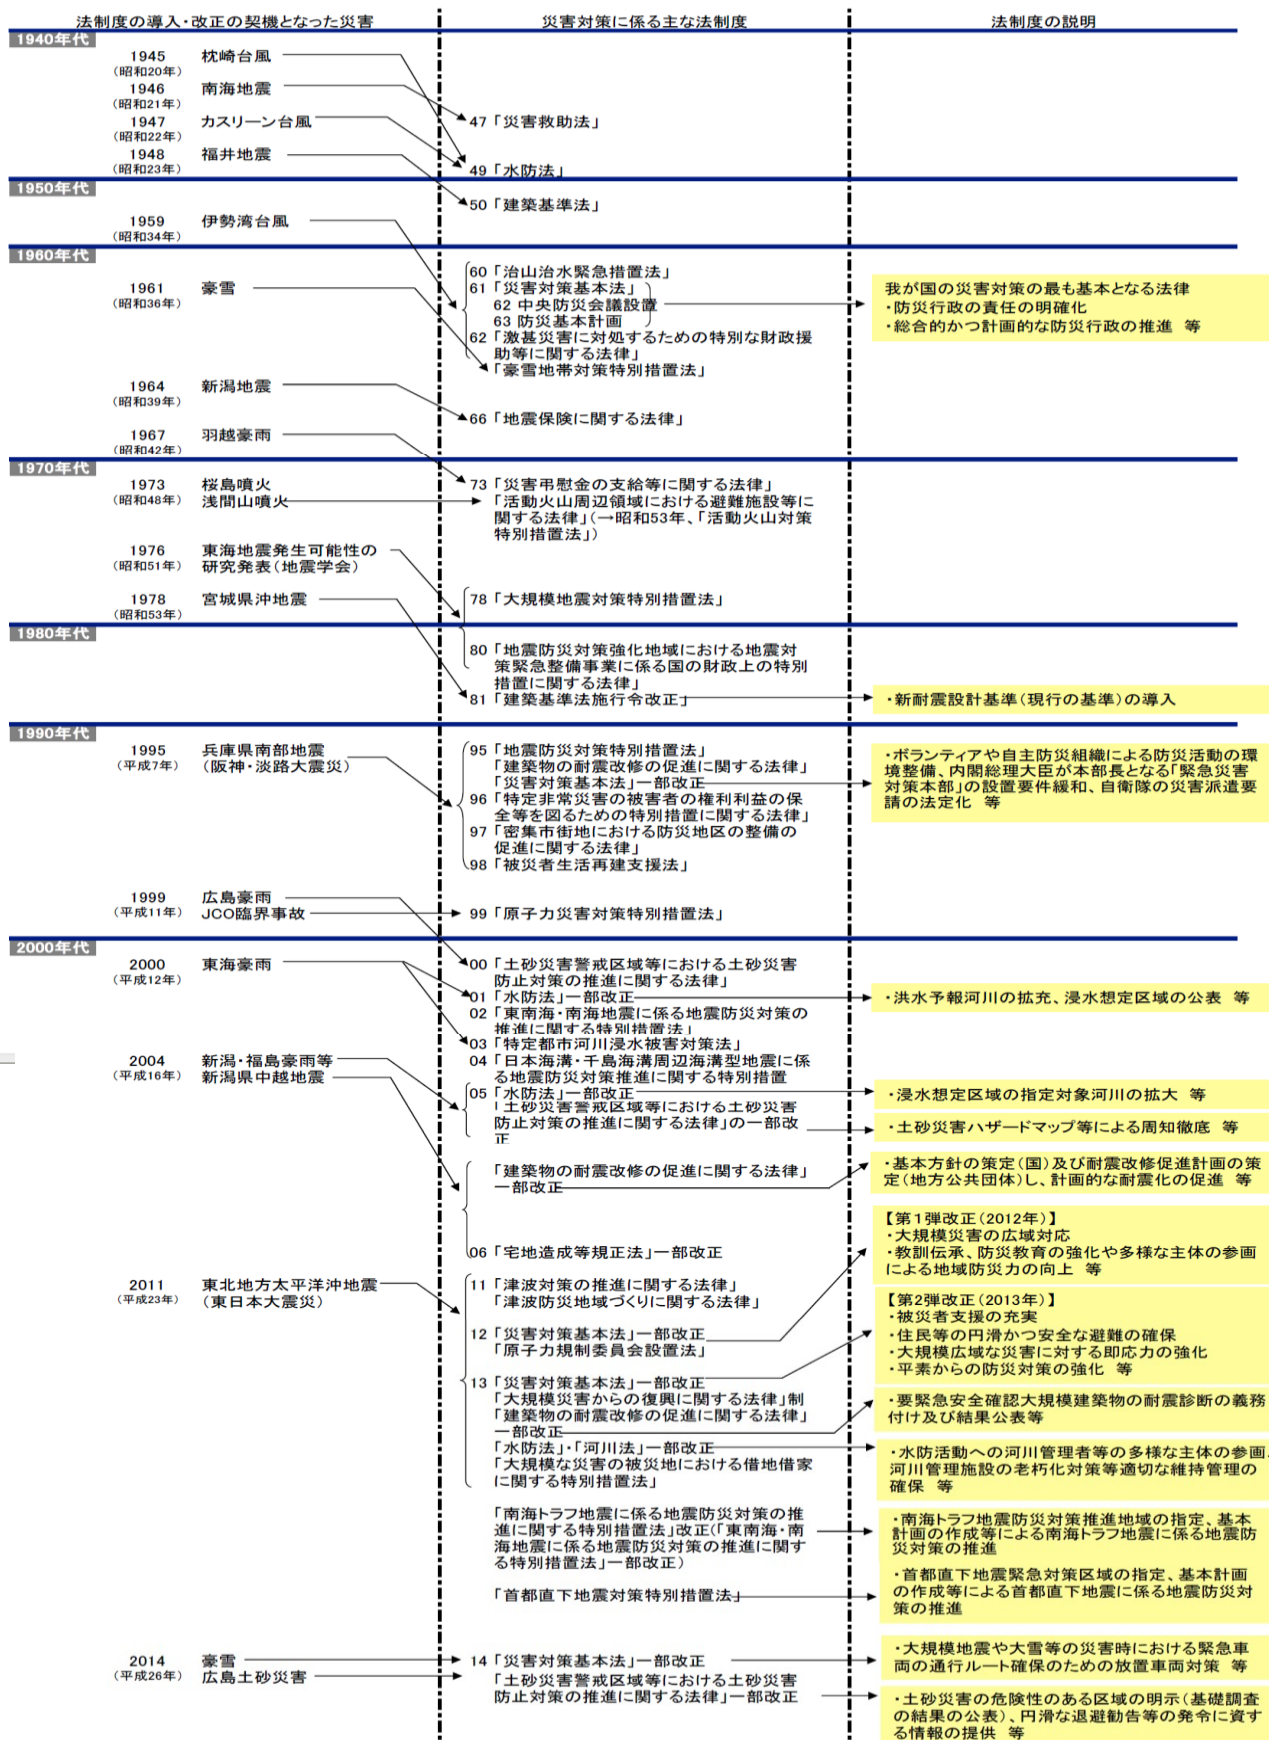 法制度の導入・改正の契機となった災害
災害対策に係る主な法制度
法制度の説明
1940年代
1945
枕崎台風
(昭和20年)
1946
南海地震
(昭和21年)
1947
カスリーン台風
47「災害救助法」
(昭和22年)
1948
福井地震
(昭和23年)
49「水防法」
1950年代
50「建築基準法」
1959
伊勢湾台風
(昭和34年)
1960年代
60「治山治水緊急措置法」
1961
豪雪
61「災害対策基本法」
(昭和36年)
62 中央防災会議設置
63 防災基本計画
62「激甚災害に対処するための特別な財政援
助等に関する法律」
「豪雪地帯対策特別措置法」
我が国の災害対策の最も基本となる法律
・防災行政の責任の明確化
・総合的かつ計画的な防災行政の推進 等
1964
新潟地震
(昭和39年)
66「地震保険に関する法律」
1967
羽越豪雨
(昭和42年)
1970年代
1973
桜島噴火
73「災害弔慰金の支給等に関する法律」
(昭和48年)
浅間山噴火
「活動火山周辺領域における避難施設等に
関する法律」(→昭和53年、「活動火山対策
特別措置法」)
1976
東海地震発生可能性の
(昭和51年)
研究発表(地震学会)
1978
宮城県沖地震
78「大規模地震対策特別措置法」
(昭和53年)
1980年代
80「地震防災対策強化地域における地震対
策緊急整備事業に係る国の財政上の特別
措置に関する法律」
81「建築基準法施行令改正」
・新耐震設計基準(現行の基準)の導入
1990年代
1995
兵庫県南部地震
(平成7年)
(阪神・淡路大震災)
95「地震防災対策特別措置法」
「建築物の耐震改修の促進に関する法律」
「災害対策基本法」一部改正
96「特定非常災害の被害者の権利利益の保
全等を図るための特別措置に関する法律」
97「密集市街地における防災地区の整備の
促進に関する法律」
98「被災者生活再建支援法」
・ボランティアや自主防災組織による防災活動の環
境整備、内閣総理大臣が本部長となる「緊急災害
対策本部」の設置要件緩和、自衛隊の災害派遣要
請の法定化 等
1999
広島豪雨
(平成11年)
JCO臨界事故
99「原子力災害対策特別措置法」
2000年代
2000
東海豪雨
(平成12年)
00「土砂災害警戒区域等における土砂災害
防止対策の推進に関する法律」
01「水防法」一部改正
・洪水予報河川の拡充、浸水想定区域の公表 等
02「東南海・南海地震に係る地震防災対策の
推進に関する特別措置法」
03「特定都市河川浸水被害対策法」
2004
新潟・福島豪雨等
(平成16年)
新潟県中越地震
04「日本海溝・千島海溝周辺海溝型地震に係
る地震防災対策推進に関する特別措置
05「水防法」一部改正
・浸水想定区域の指定対象河川の拡大 等
「土砂災害警戒区域等における土砂災害
防止対策の推進に関する法律」の一部改
正
・土砂災害ハザードマップ等による周知徹底 等
「建築物の耐震改修の促進に関する法律」
一部改正
・基本方針の策定(国)及び耐震改修促進計画の策
定(地方公共団体)し、計画的な耐震化の促進 等
06「宅地造成等規正法」一部改正
【第1弾改正(2012年)】
・大規模災害の広域対応
・教訓伝承、防災教育の強化や多様な主体の参画
による地域防災力の向上 等
2011
東北地方太平洋沖地震
(平成23年)
(東日本大震災)
11「津波対策の推進に関する法律」
「津波防災地域づくりに関する法律」
12「災害対策基本法」一部改正
「原子力規制委員会設置法」
【第2弾改正(2013年)】
・被災者支援の充実
・住民等の円滑かつ安全な避難の確保
・大規模広域な災害に対する即応力の強化
・平素からの防災対策の強化 等
13「災害対策基本法」一部改正
「大規模災害からの復興に関する法律」制
「建築物の耐震改修の促進に関する法律」
一部改正
・要緊急安全確認大規模建築物の耐震診断の義務
付け及び結果公表等
「水防法」・「河川法」一部改正
「大規模な災害の被災地における借地借家
に関する特別措置法」
・水防活動への河川管理者等の多様な主体の参画、
河川管理施設の老朽化対策等適切な維持管理の
確保 等
「南海トラフ地震に係る地震防災対策の推
進に関する特別措置法」改正(「東南海・南
海地震に係る地震防災対策の推進に関す
る特別措置法」一部改正)
・南海トラフ地震防災対策推進地域の指定、基本
計画の作成等による南海トラフ地震に係る地震防
災対策の推進
「首都直下地震対策特別措置法」
・首都直下地震緊急対策区域の指定、基本計画
の作成等による首都直下地震に係る地震防災対
策の推進
2014
豪雪
(平成26年)
広島土砂災害
14「災害対策基本法」一部改正
「土砂災害警戒区域等における土砂災害
防止対策の推進に関する法律」一部改正
・大規模地震や大雪等の災害時における緊急車
両の通行ルート確保のための放置車両対策 等
・土砂災害の危険性のある区域の明示(基礎調査
の結果の公表)、円滑な退避勧告等の発令に資す
る情報の提供 等